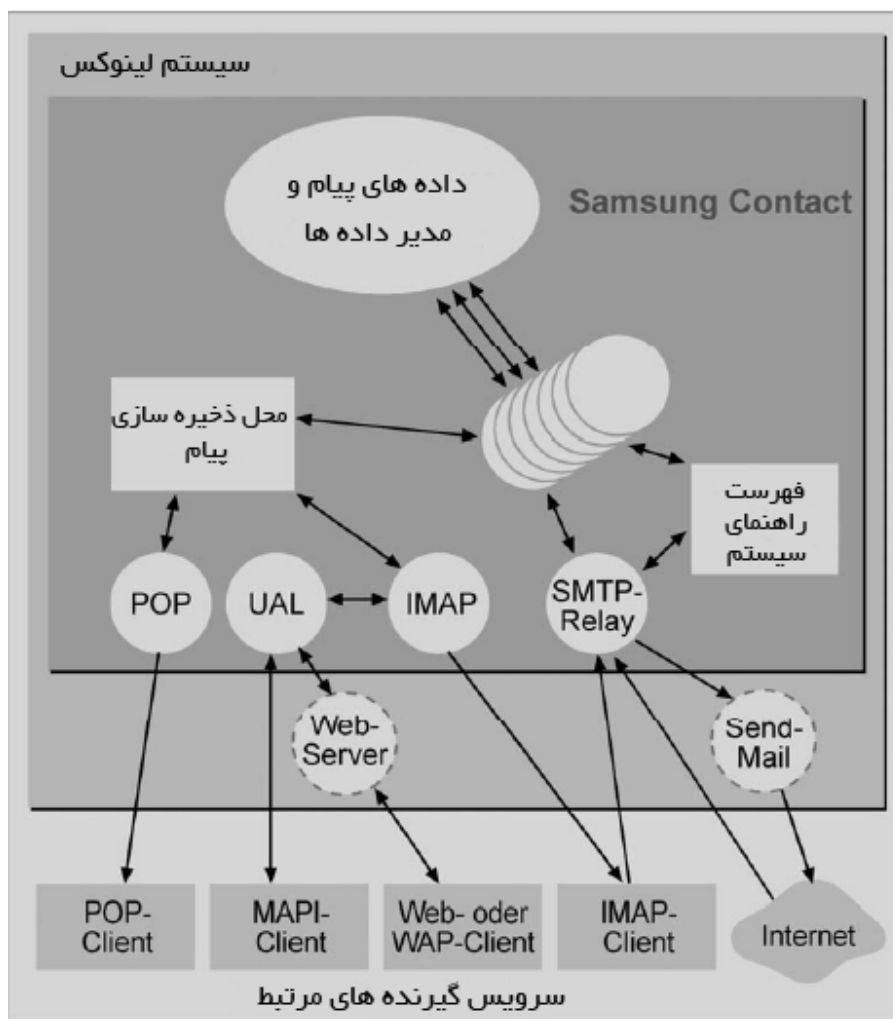 سیستم لینوکس
داده های پیام و
مدیر داده ها
Samsung Contact
محل ذخیره سازی
پیام
فهرست
راهنمای
سیستم
POP
UAL
IMAP
SMTP-
Relay
Web-
Server
Send-
Mail
POP-
Client
MAPI-
Client
Web- oder
WAP-Client
IMAP-
Client
Internet
سرویس گیرنده های مرتبط